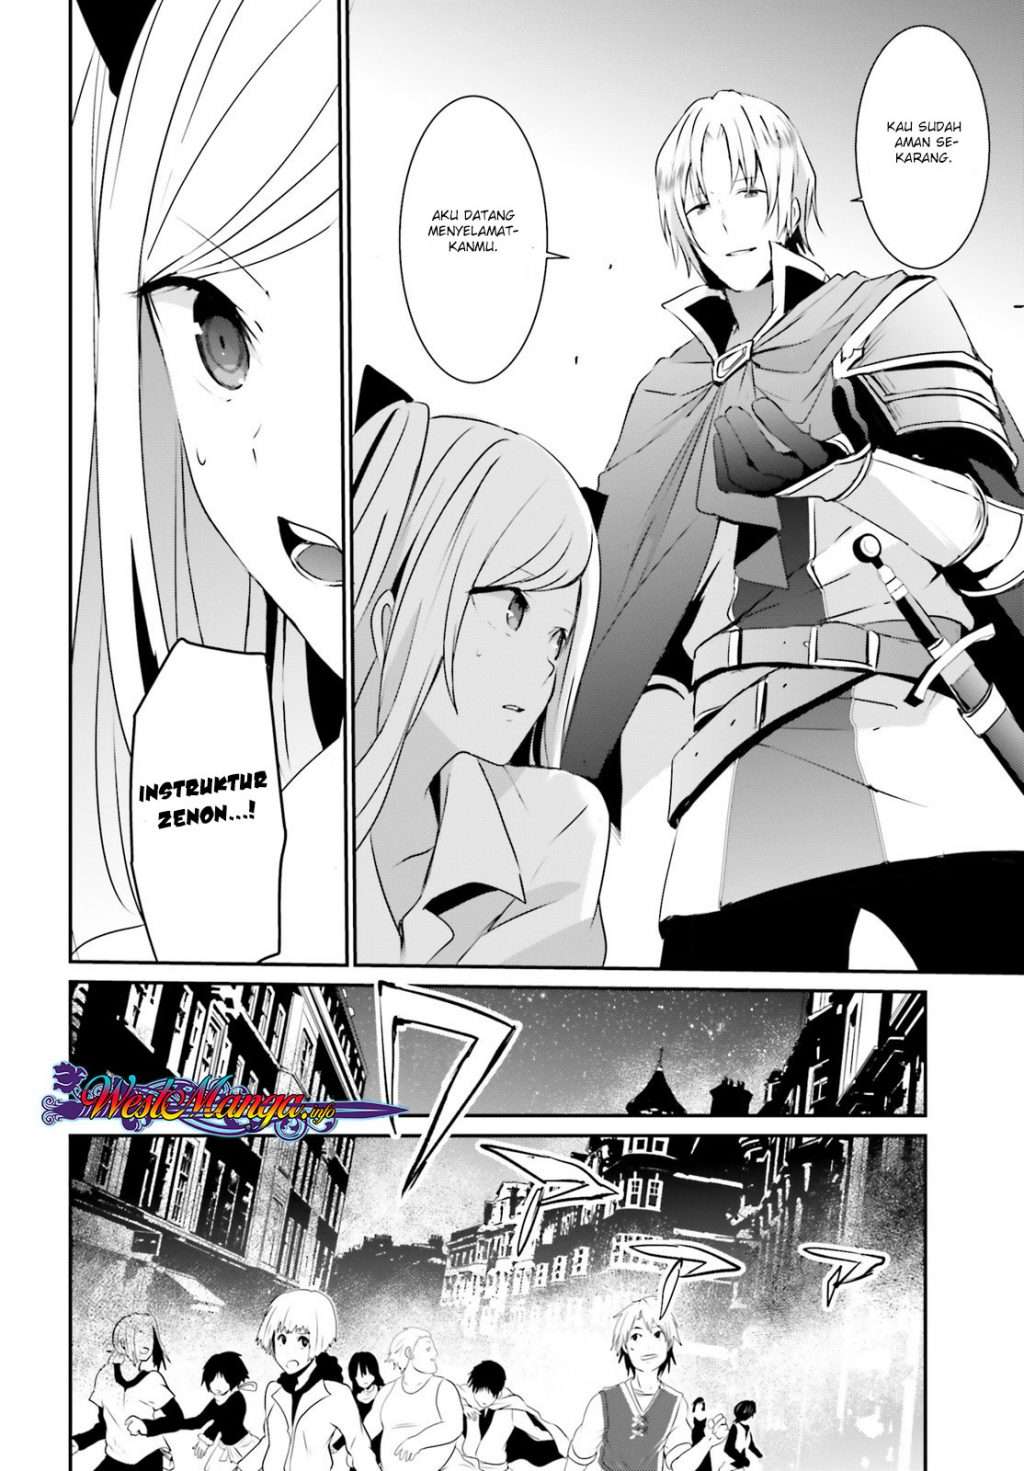 KAU SUDAH
AMAN SE-
KARANG.
AKU DATANG
MENYELAMAT-
KANMU.
INSTRUKTUR
ZENON...!
WestManga.info